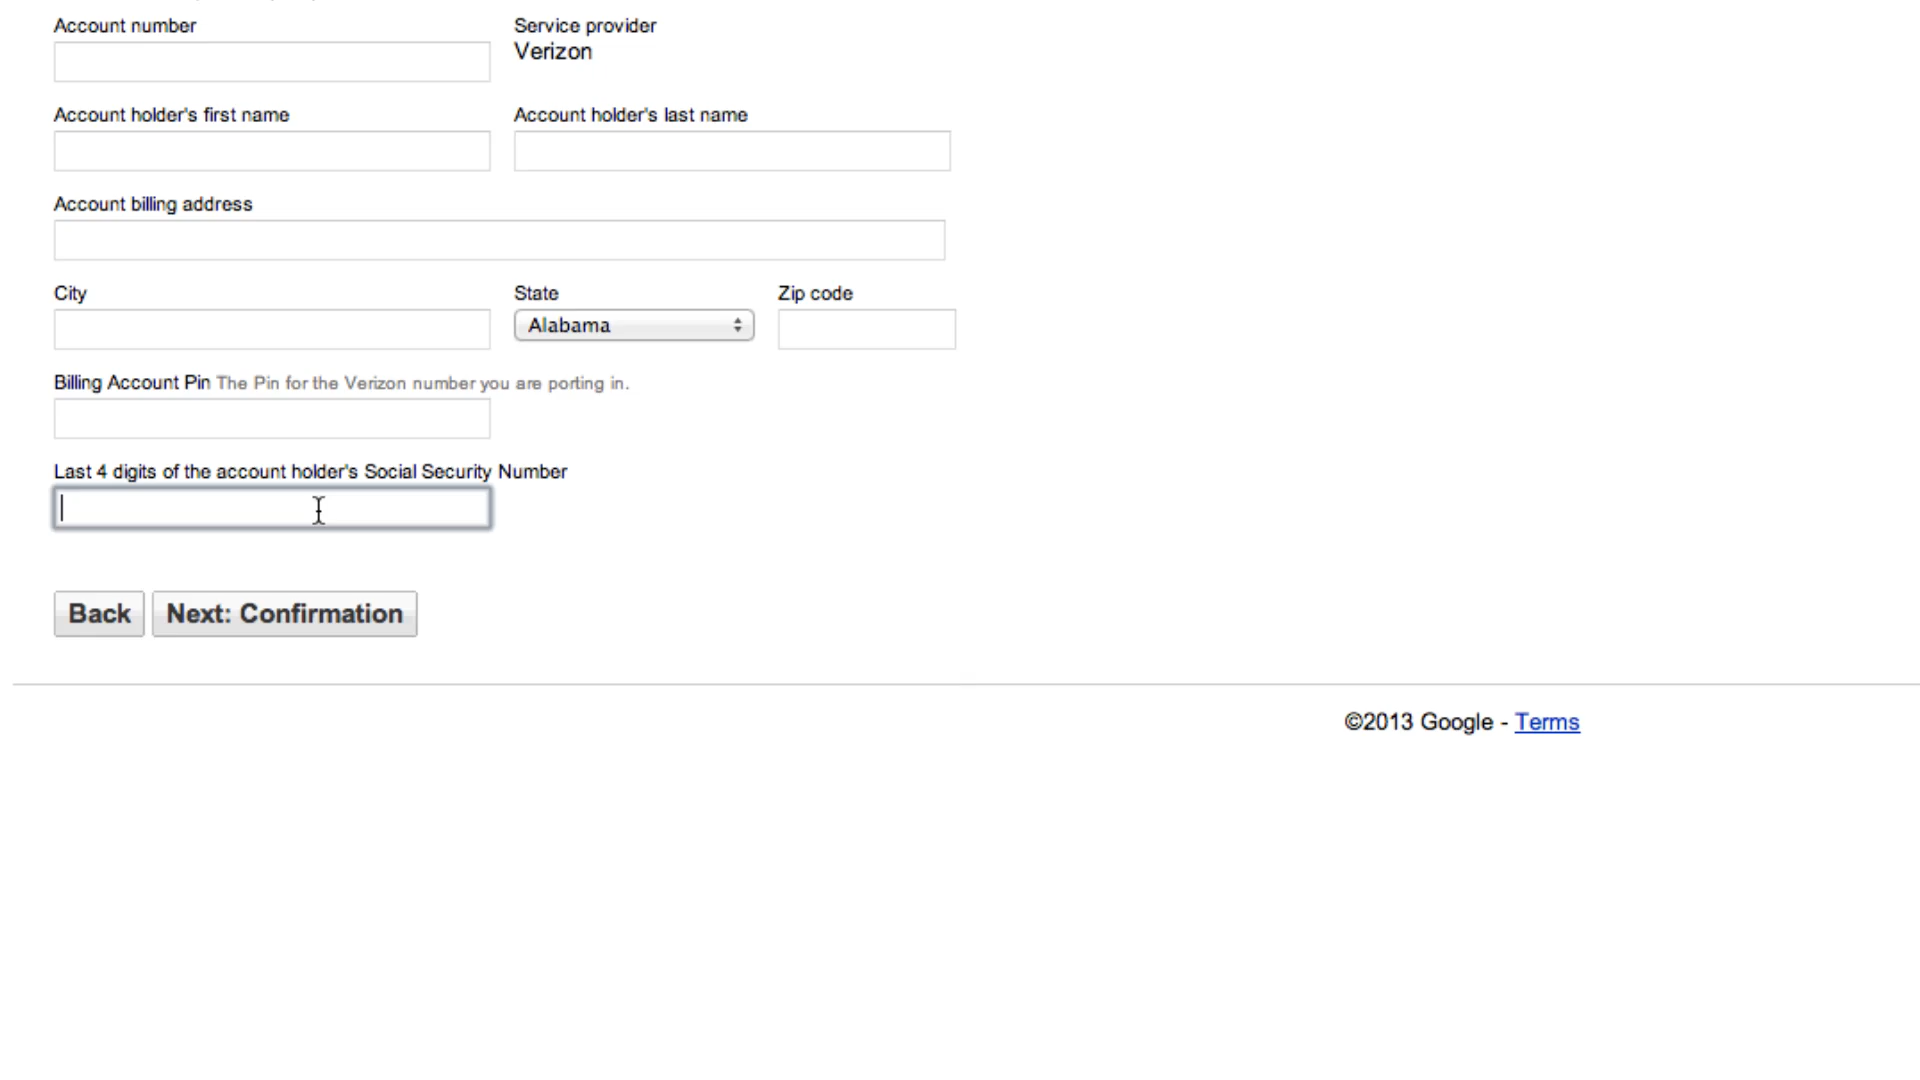 Account number
Service provider
Verizon
Account holder's first name
Account holder's last name
Account billing address
City
State
Zip code
Alabama
Billing Account Pin The Pin for the Verizon number you are porting in.
Last 4 digits of the account holder's Social Security Number
Back
Next: Confirmation
©2013 Google - Terms